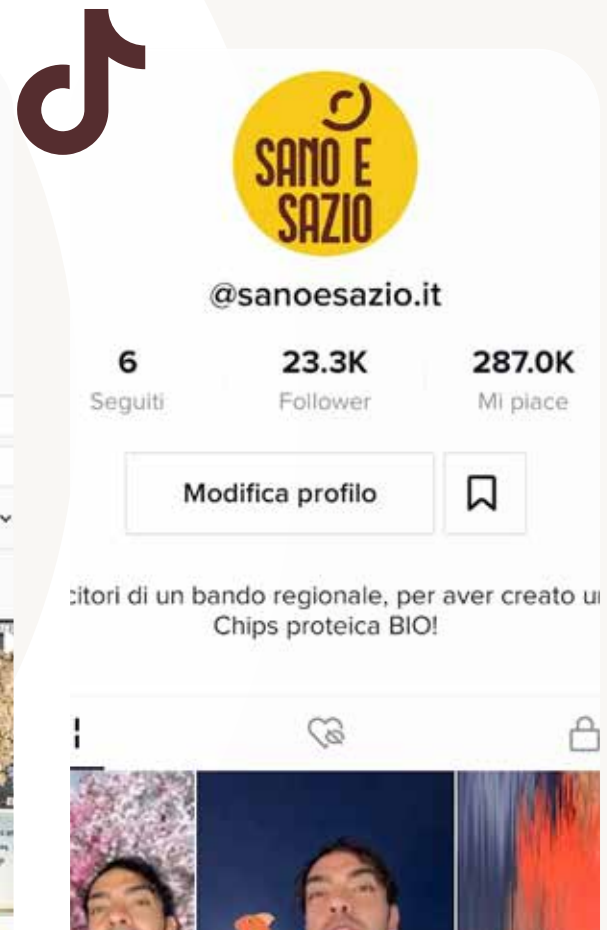 SANO E
SAZIO
@sanoesazio.it
6 23.3K 287.0K
Seguiti Follower Mi piace
Modifica profilo
citori di un bando regionale, per aver creato
Chips proteica BIO!